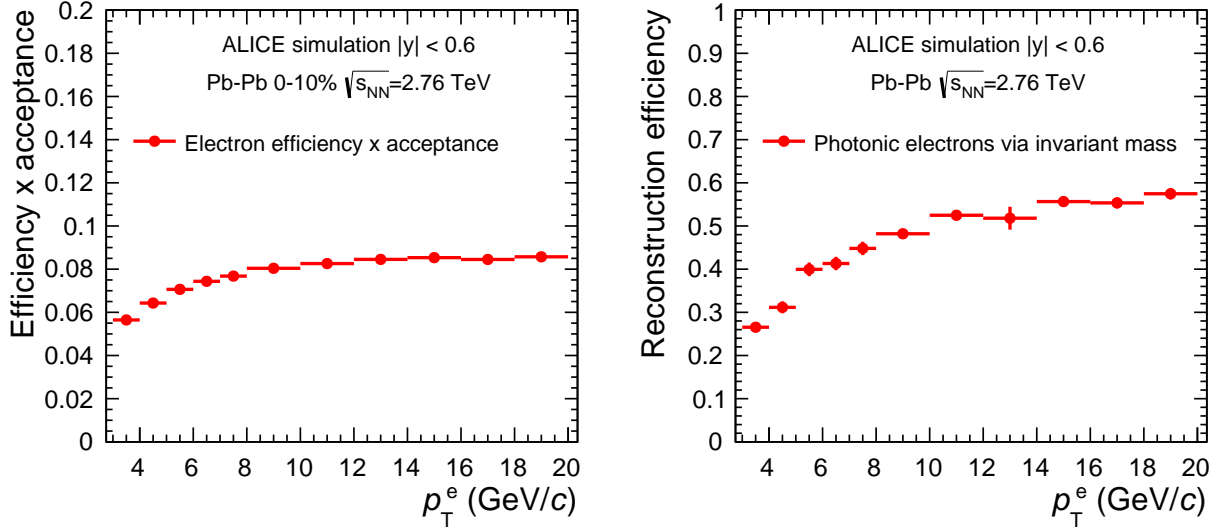 ALICE simulation |y| < 0.6
Pb-Pb 0-10% √s_NN=2.76 TeV
Electron efficiency x acceptance
Efficiency x acceptance
0.2
0.18
0.16
0.14
0.12
0.1
0.08
0.06
0.04
0.02
0
4 6 8 10 12 14 16 18 20
p_T^e (GeV/c)
ALICE simulation |y| < 0.6
Pb-Pb √s_NN=2.76 TeV
Photonic electrons via invariant mass
Reconstruction efficiency
1
0.9
0.8
0.7
0.6
0.5
0.4
0.3
0.2
0.1
0
4 6 8 10 12 14 16 18 20
p_T^e (GeV/c)